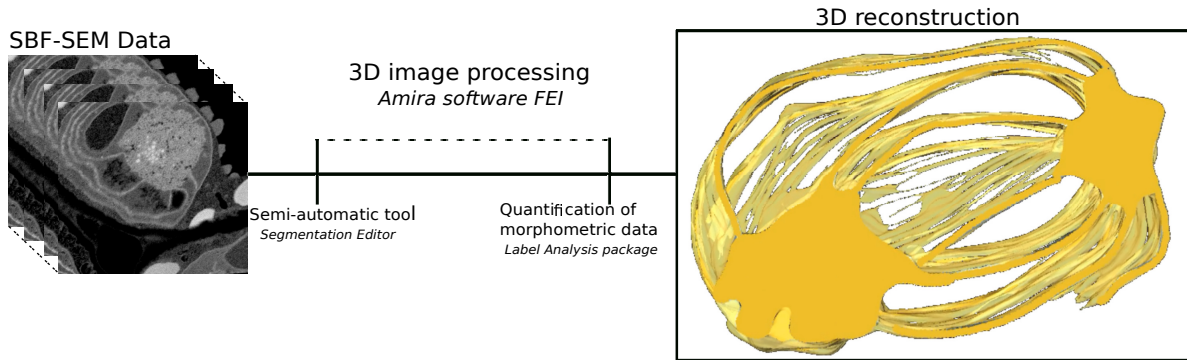 SBF-SEM Data
3D image processing
Amira software FEI
Semi-automatic tool
Segmentation Editor
Quantification of
morphometric data
Label Analysis package
3D reconstruction